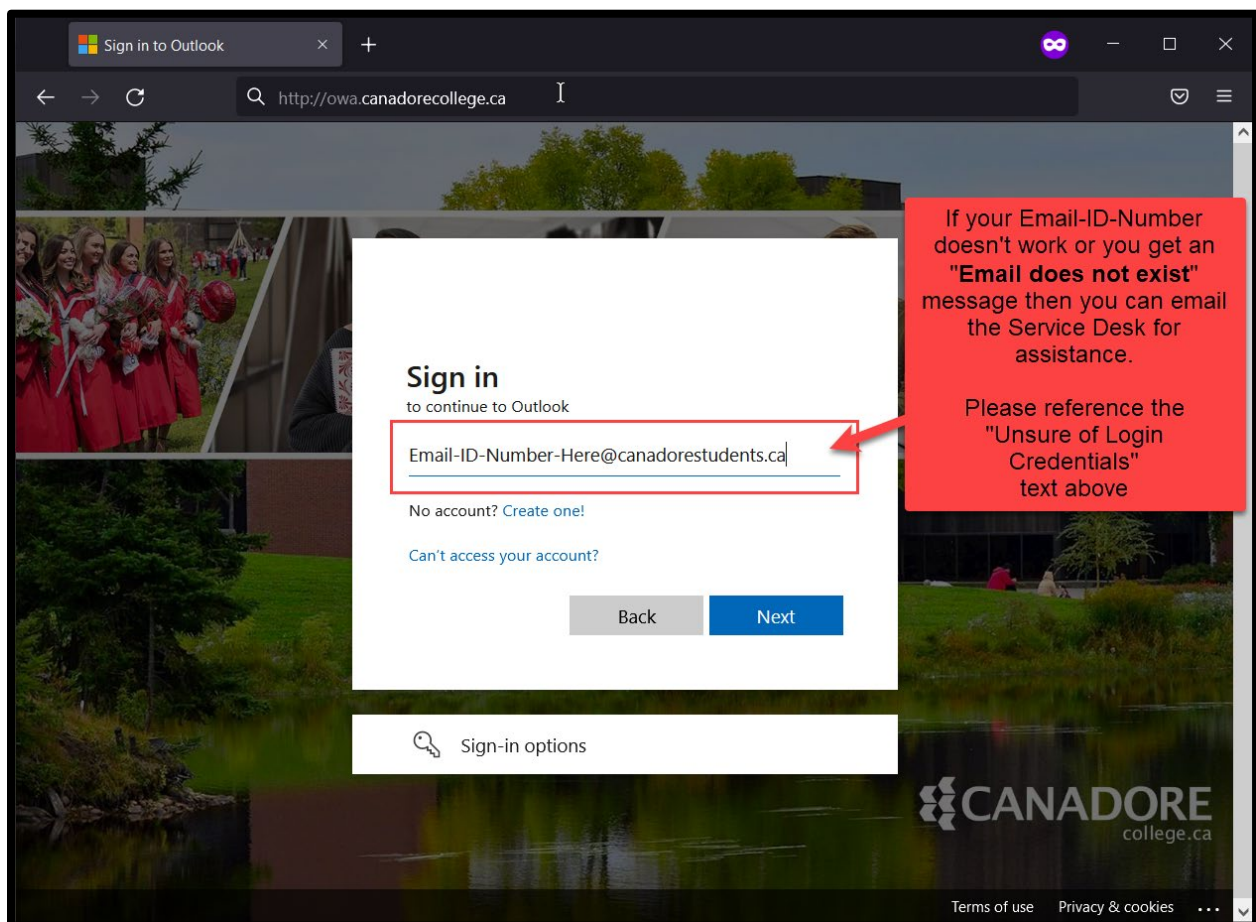 Sign in to Outlook
http://owa.canadorecollege.ca
If your Email-ID-Number
doesn't work or you get an
"Email does not exist"
message then you can email
the Service Desk for
assistance.
Please reference the
"Unsure of Login
Credentials"
text above
Sign in
to continue to Outlook
Email-ID-Number-Here@canadorestudents.ca
No account? Create one!
Can't access your account?
Back Next
Sign-in options
CANADORE
college.ca
Terms of use Privacy & cookies ...